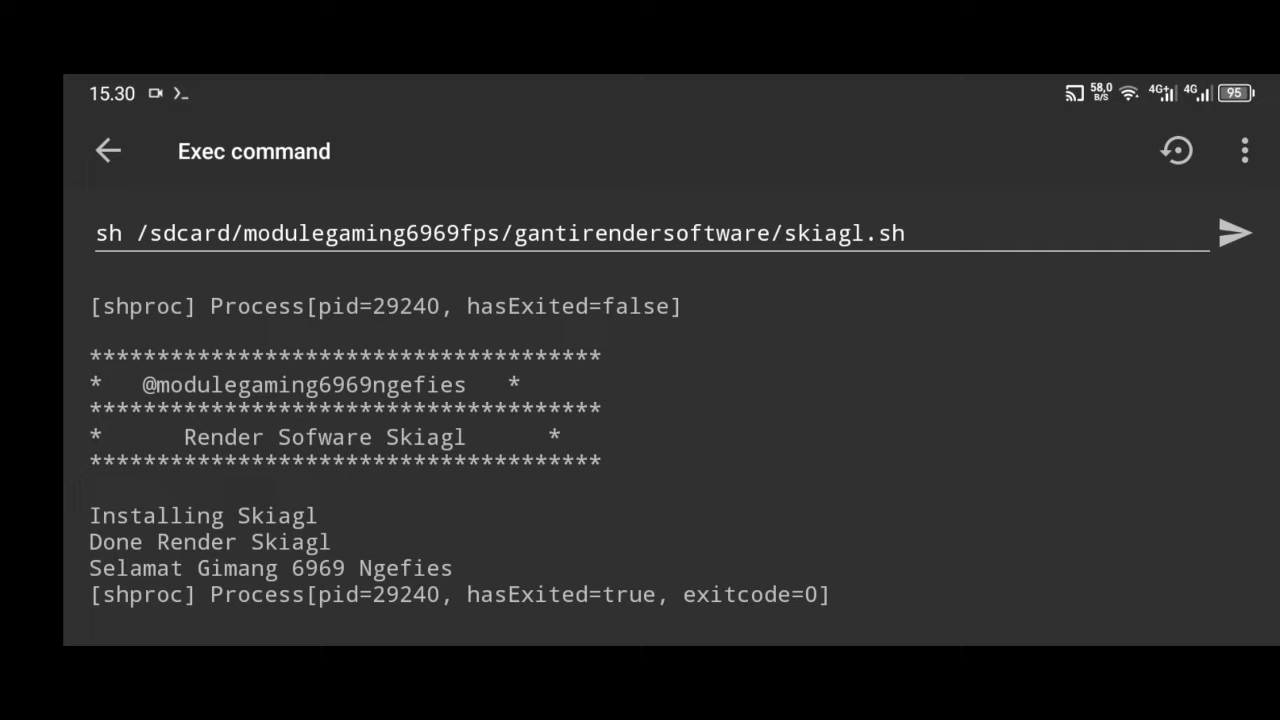 15.30 58,0 B/S 4G+ 4G 95
Exec command
sh /sdcard/modulegaming6969fps/gantirendersoftware/skiagl.sh
[shproc] Process[pid=29240, hasExited=false]
**************************************
* @modulegaming6969ngefies *
**************************************
* Render Sofware Skiagl *
**************************************
Installing Skiagl
Done Render Skiagl
Selamat Gimang 6969 Ngefies
[shproc] Process[pid=29240, hasExited=true, exitcode=0]